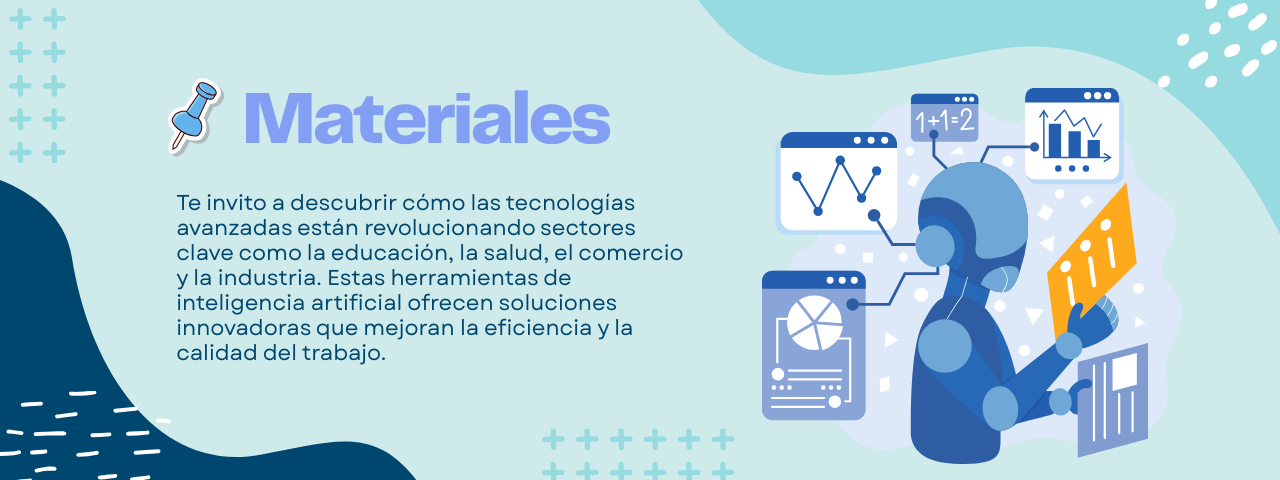 Materiales
Te invito a descubrir cómo las tecnologías
avanzadas están revolucionando sectores
clave como la educación, la salud, el comercio
y la industria. Estas herramientas de
inteligencia artificial ofrecen soluciones
innovadoras que mejoran la eficiencia y la
calidad del trabajo.
1+1=2